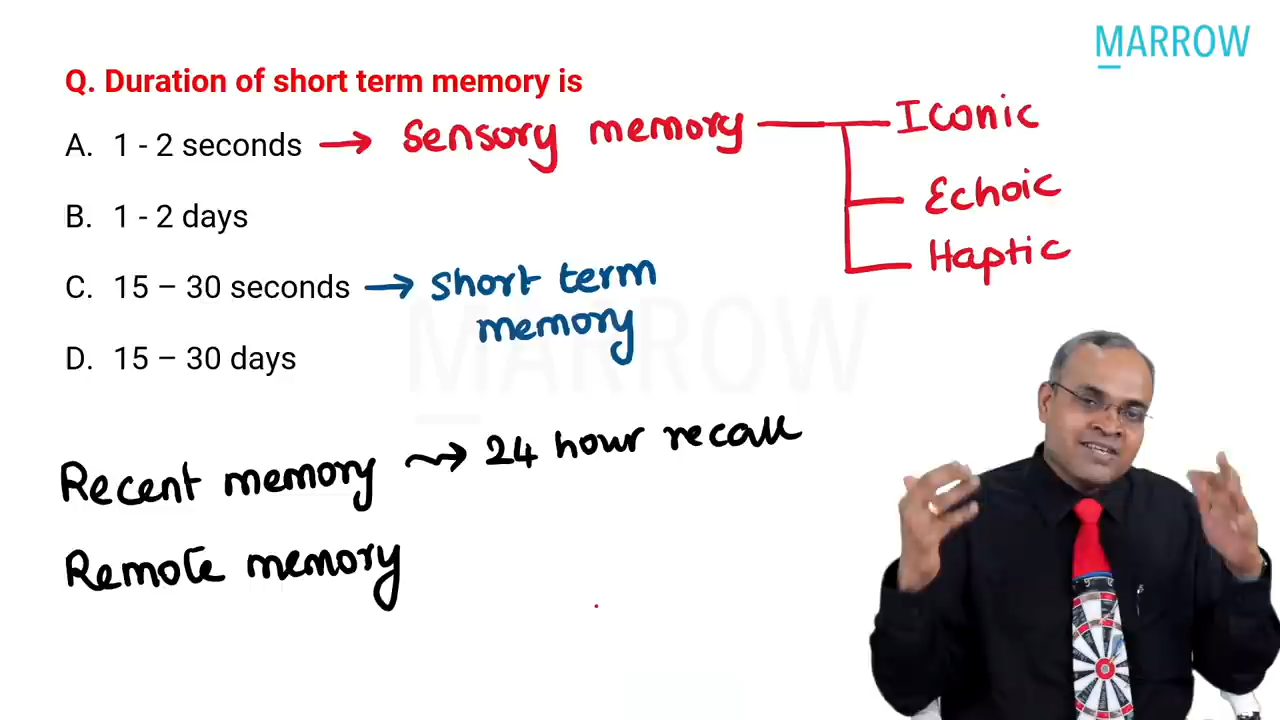 MARROW
Q. Duration of short term memory is
A. 1 - 2 seconds → Sensory memory
Iconic
Echoic
Haptic
B. 1 - 2 days
C. 15 – 30 seconds → Short term
memory
D. 15 – 30 days
MARROW
Recent memory → 24 hour recall
Remote memory